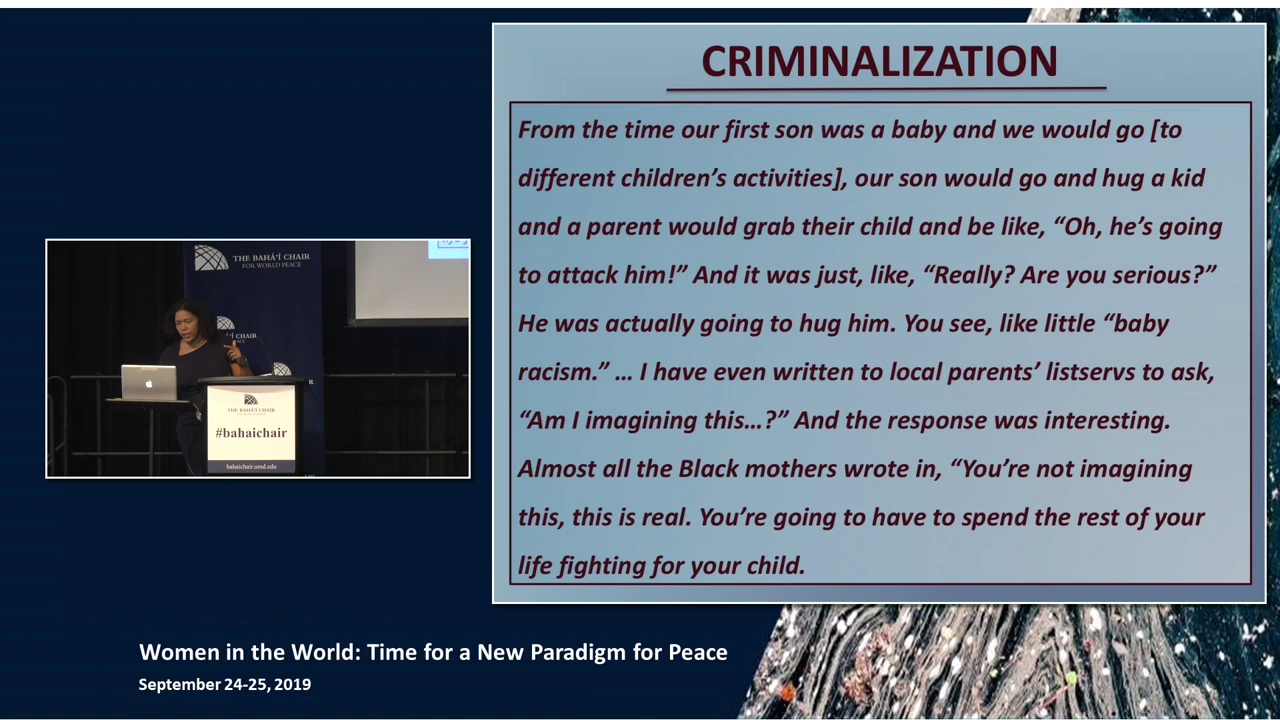 CRIMINALIZATION
From the time our first son was a baby and we would go [to
different children’s activities], our son would go and hug a kid
and a parent would grab their child and be like, “Oh, he’s going
to attack him!” And it was just, like, “Really? Are you serious?”
He was actually going to hug him. You see, like little “baby
racism.” … I have even written to local parents’ listservs to ask,
“Am I imagining this…?” And the response was interesting.
Almost all the Black mothers wrote in, “You’re not imagining
this, this is real. You’re going to have to spend the rest of your
life fighting for your child.
THE BAHÁ’Í CHAIR
FOR WORLD PEACE
CHAIR
THE BAHÁ’Í CHAIR
#bahaichair
bahaichair.umd.edu
Women in the World: Time for a New Paradigm for Peace
September 24-25, 2019